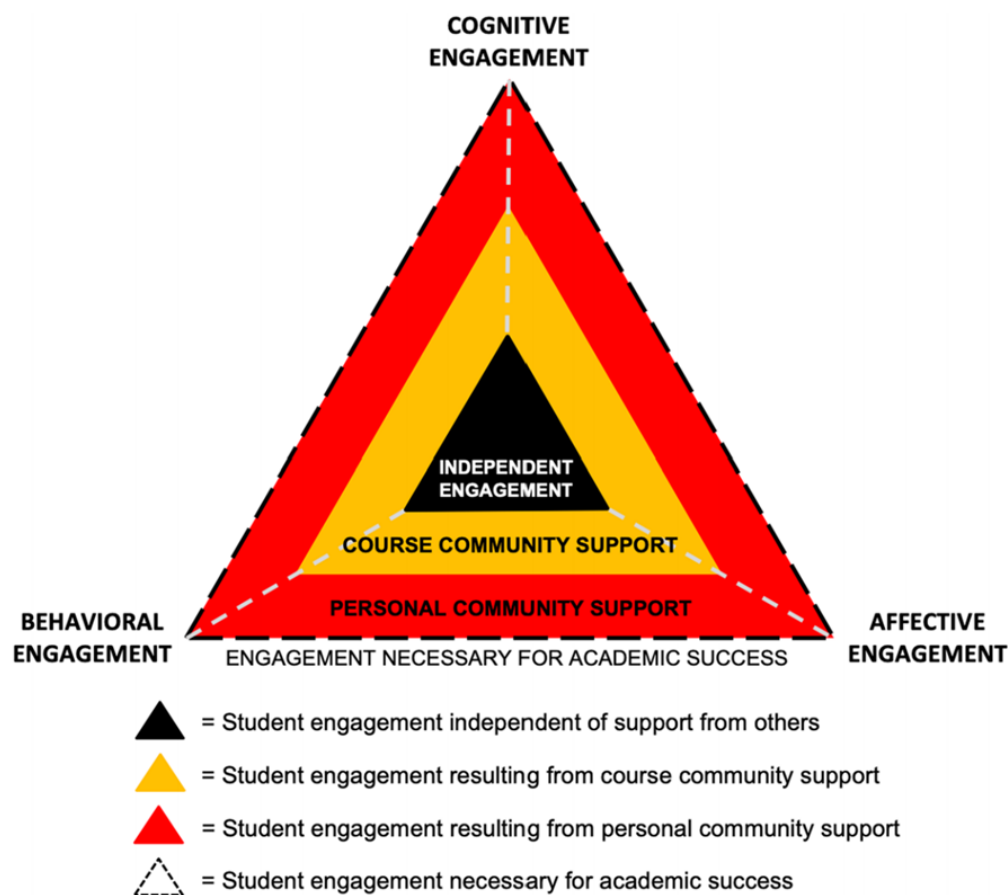 COGNITIVE
ENGAGEMENT
INDEPENDENT
ENGAGEMENT
COURSE COMMUNITY SUPPORT
PERSONAL COMMUNITY SUPPORT
BEHAVIORAL
ENGAGEMENT
AFFECTIVE
ENGAGEMENT
ENGAGEMENT NECESSARY FOR ACADEMIC SUCCESS
= Student engagement independent of support from others
= Student engagement resulting from course community support
= Student engagement resulting from personal community support
= Student engagement necessary for academic success